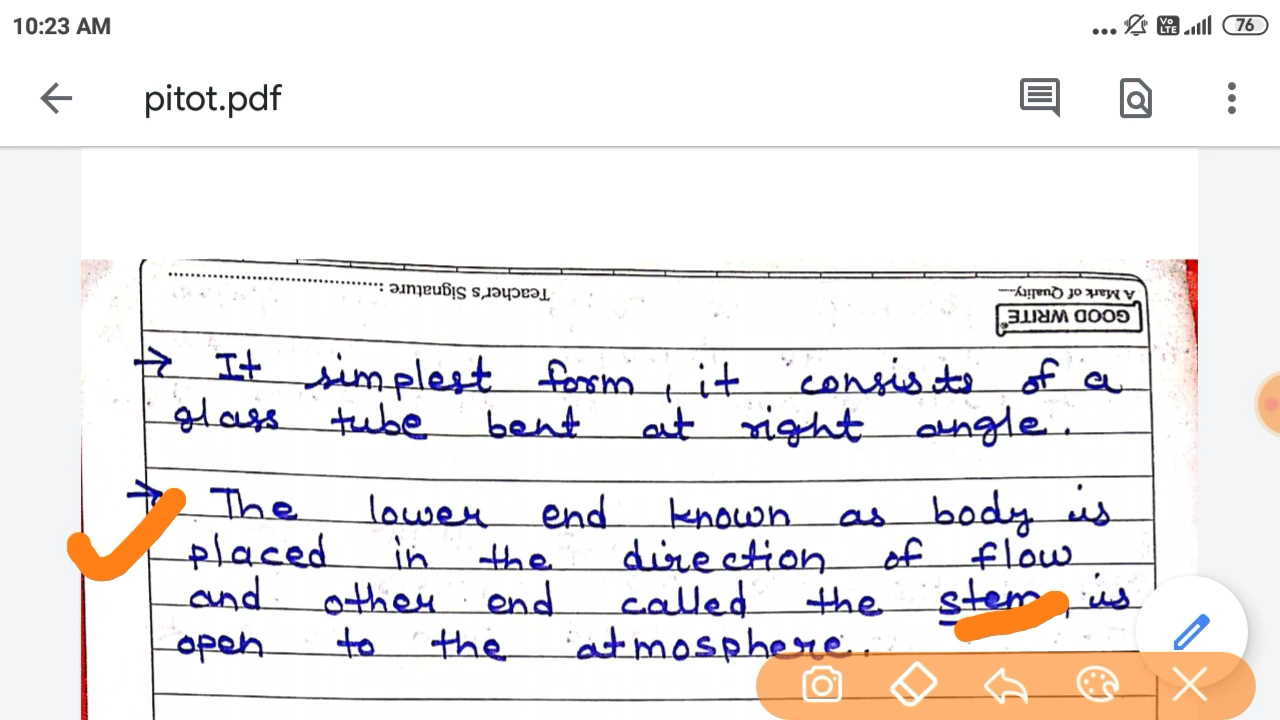 10:23 AM
... Vo LTE 76
pitot.pdf
Teacher's Signature : ..............................
A Mark of Quality
GOOD WRITE
→ It simplest form, it consists of a
glass tube bent at right angle.
→ The lower end known as body is
placed in the direction of flow
and other end called the stem, is
open to the atmosphere.